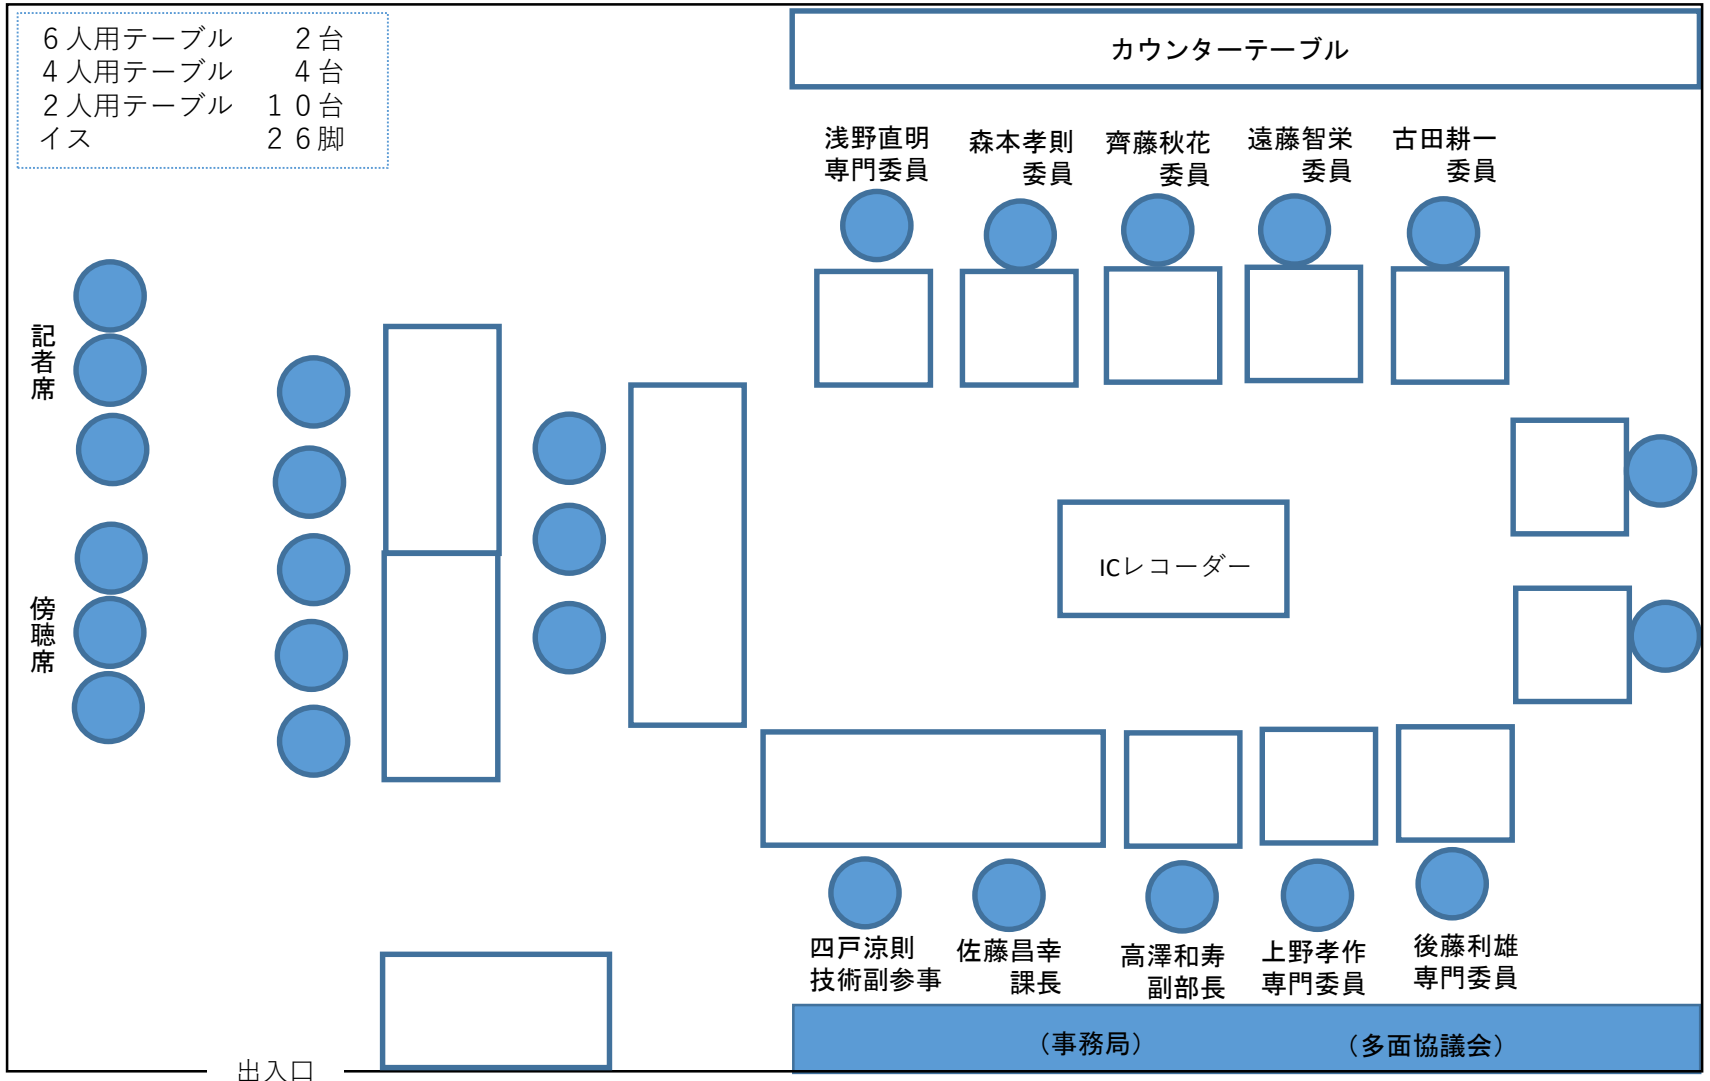 ６人用テーブル　　２台
４人用テーブル　　４台
２人用テーブル　１０台
イス　　　　　　２６脚
カウンターテーブル
浅野直明
専門委員
森本孝則
委員
齊藤秋花
委員
遠藤智栄
委員
古田耕一
委員
記者席
傍聴席
ICレコーダー
四戸涼則
技術副参事
佐藤昌幸
課長
高澤和寿
副部長
上野孝作
専門委員
後藤利雄
専門委員
（事務局）
（多面協議会）
出入口